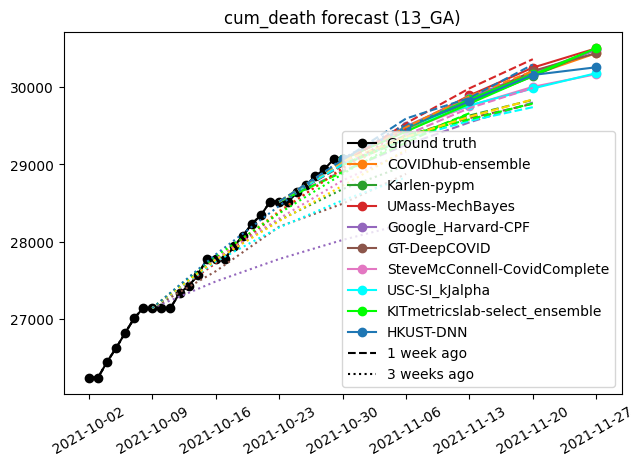 cum_death forecast (13_GA)
30000
29000
28000
27000
Ground truth
COVIDhub-ensemble
Karlen-pypm
UMass-MechBayes
Google_Harvard-CPF
GT-DeepCOVID
SteveMcConnell-CovidComplete
USC-SI_kJalpha
KITmetricslab-select_ensemble
HKUST-DNN
1 week ago
3 weeks ago
2021-10-02
2021-10-09
2021-10-16
2021-10-23
2021-10-30
2021-11-06
2021-11-13
2021-11-20
2021-11-27